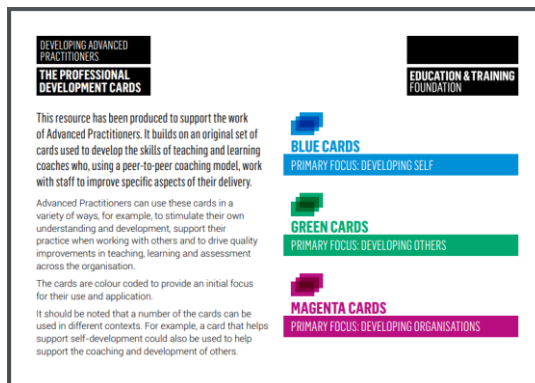 DEVELOPING ADVANCED
PRACTITIONERS
THE PROFESSIONAL
DEVELOPMENT CARDS
EDUCATION & TRAINING
FOUNDATION
This resource has been produced to support the work
of Advanced Practitioners. It builds on an original set of
cards used to develop the skills of teaching and learning
coaches who, using a peer-to-peer coaching model, work
with staff to improve specific aspects of their delivery.
Advanced Practitioners can use these cards in a
variety of ways, for example, to stimulate their own
understanding and development, support their
practice when working with others and to drive quality
improvements in teaching, learning and assessment
across the organisation.
The cards are colour coded to provide an initial focus
for their use and application.
It should be noted that a number of the cards can be
used in different contexts. For example, a card that helps
support self-development could also be used to help
support the coaching and development of others.
BLUE CARDS
PRIMARY FOCUS: DEVELOPING SELF
GREEN CARDS
PRIMARY FOCUS: DEVELOPING OTHERS
MAGENTA CARDS
PRIMARY FOCUS: DEVELOPING ORGANISATIONS